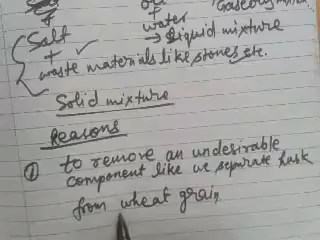 water
Gaseous
Salt
→ Liquid mixture
+
waste materials like stones etc.
Solid mixture
Reasons
① to remove an undesirable
component like we separate husk
from wheat grain